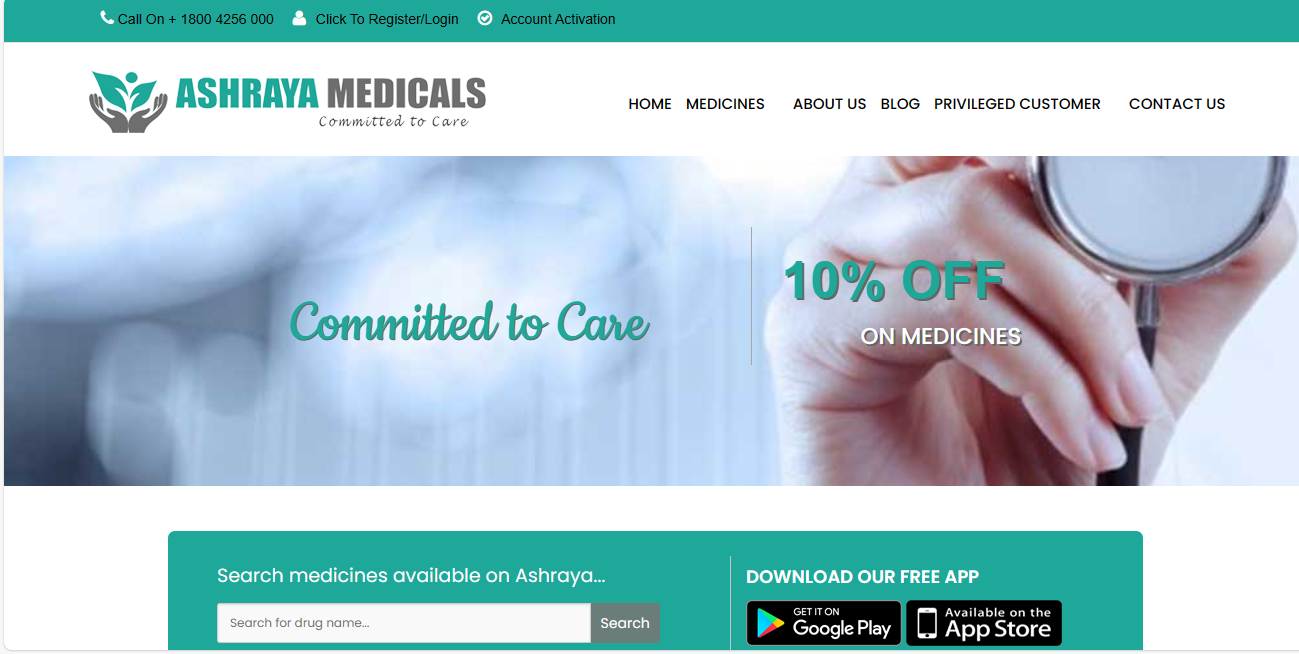 Call On + 1800 4256 000 Click To Register/Login Account Activation
ASHRAYA MEDICALS
Committed to Care
HOME MEDICINES ABOUT US BLOG PRIVILEGED CUSTOMER CONTACT US
Committed to Care
10% OFF
ON MEDICINES
Search medicines available on Ashraya...
Search for drug name...
Search
DOWNLOAD OUR FREE APP
GET IT ON
Google Play
Available on the
App Store